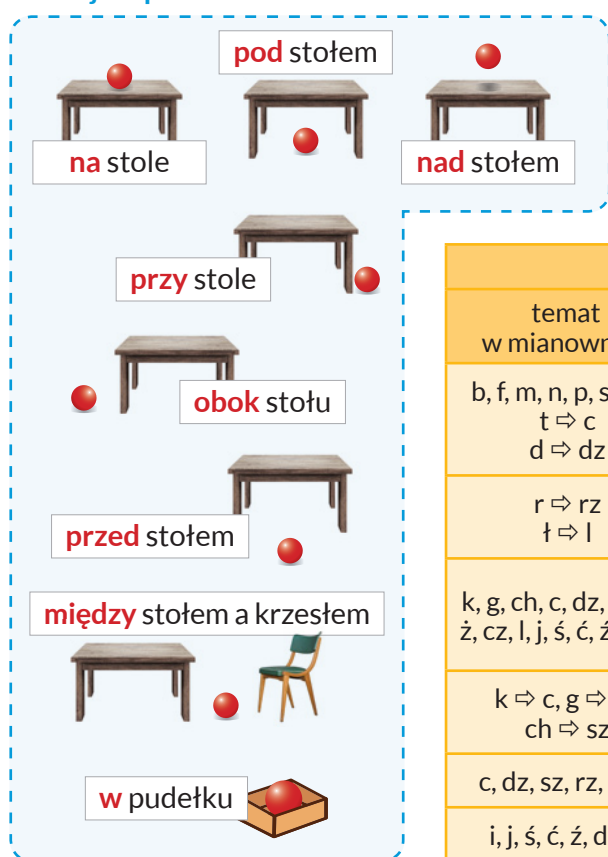 pod stołem
na stole
nad stołem
przy stole
obok stołu
przed stołem
między stołem a krzesłem
w pudełku
temat
w mianown
b, f, m, n, p, s
t ⇨ c
d ⇨ dz
r ⇨ rz
ł ⇨ l
k, g, ch, c, dz,
ż, cz, l, j, ś, ć, ź
k ⇨ c, g ⇨
ch ⇨ sz
c, dz, sz, rz,
i, j, ś, ć, ź, d